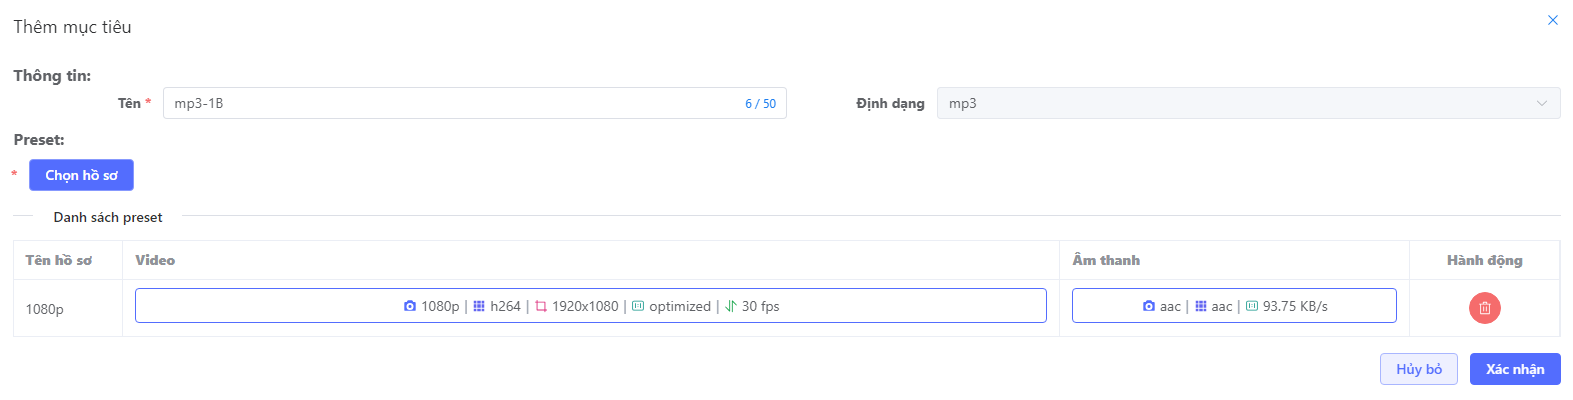 Thêm mục tiêu
Thông tin:
Tên * mp3-1B 6 / 50 Định dạng mp3
Preset:
* Chọn hồ sơ
Danh sách preset
Tên hồ sơ Video Âm thanh Hành động
1080p 1080p | h264 | 1920x1080 | optimized | 30 fps aac | aac | 93.75 KB/s
Hủy bỏ Xác nhận